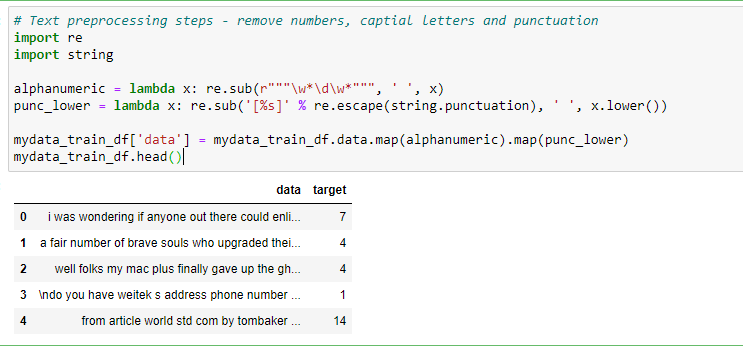 # Text preprocessing steps - remove numbers, captial letters and punctuation
import re
import string
alphanumeric = lambda x: re.sub(r"""\w*\d\w*""", ' ', x)
punc_lower = lambda x: re.sub('[%s]' % re.escape(string.punctuation), ' ', x.lower())
mydata_train_df['data'] = mydata_train_df.data.map(alphanumeric).map(punc_lower)
mydata_train_df.head()
data target
0 i was wondering if anyone out there could enli... 7
1 a fair number of brave souls who upgraded thei... 4
2 well folks my mac plus finally gave up the gh... 4
3 \ndo you have weitek s address phone number ... 1
4 from article world std com by tombaker ... 14